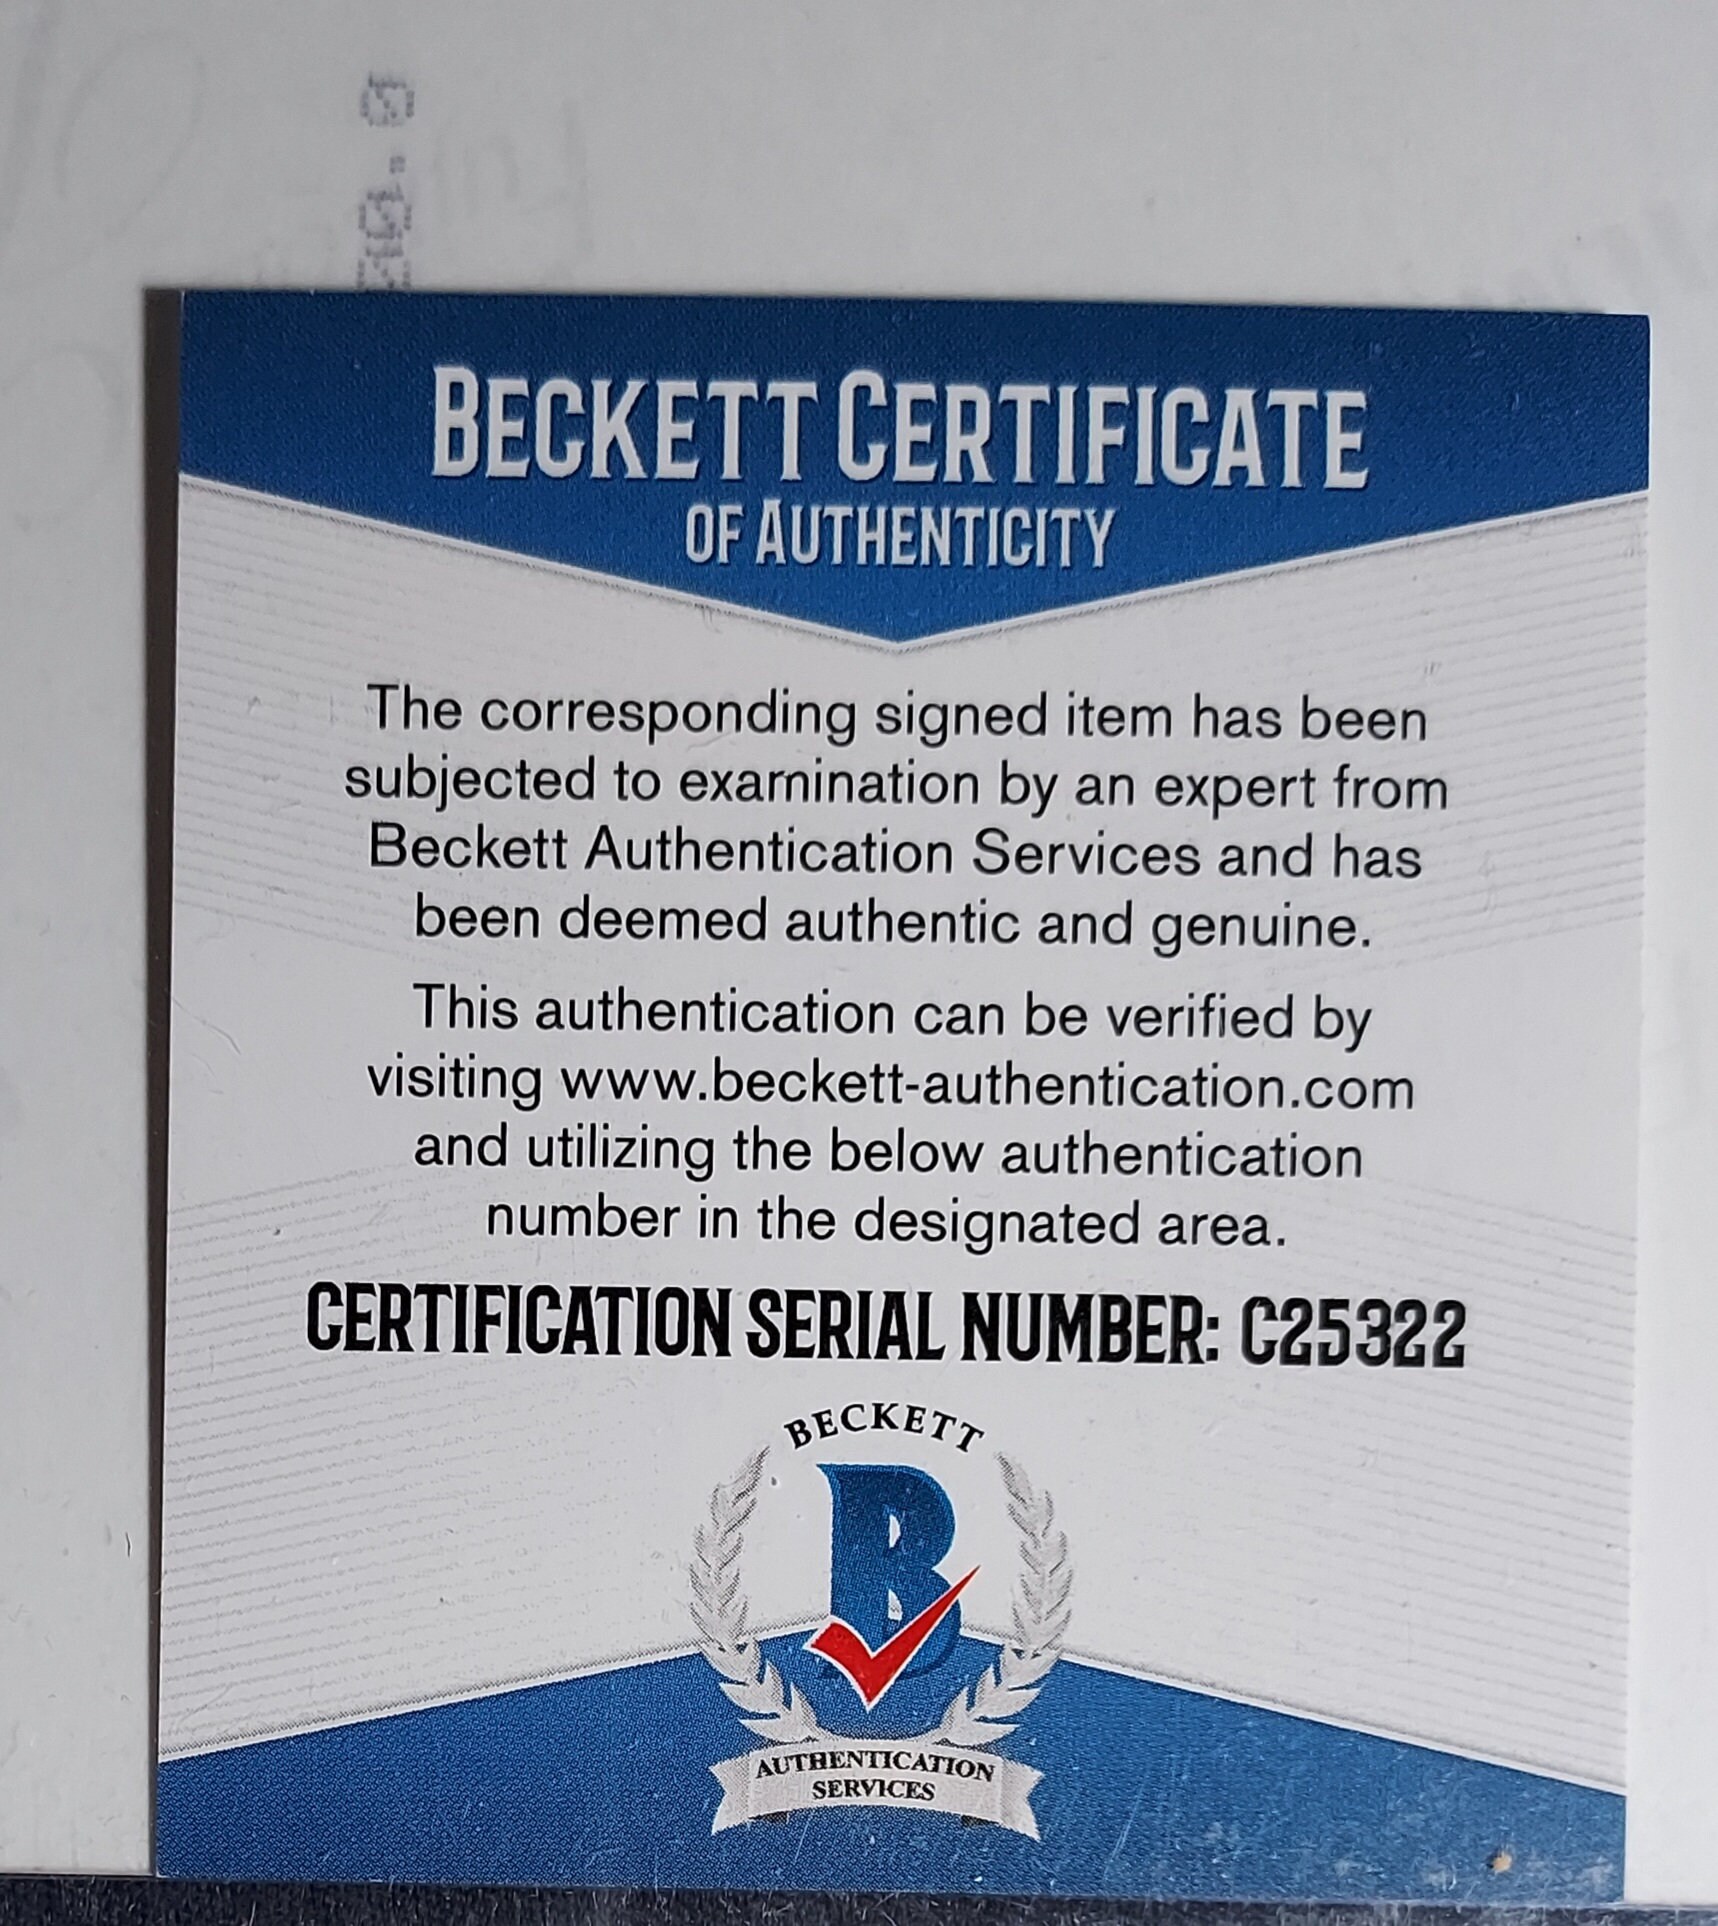 BECKETT CERTIFICATE
OF AUTHENTICITY
The corresponding signed item has been
subjected to examination by an expert from
Beckett Authentication Services and has
been deemed authentic and genuine.
This authentication can be verified by
visiting www.beckett-authentication.com
and utilizing the below authentication
number in the designated area.
CERTIFICATION SERIAL NUMBER: C25322
BECKETT
B
AUTHENTICATION
SERVICES